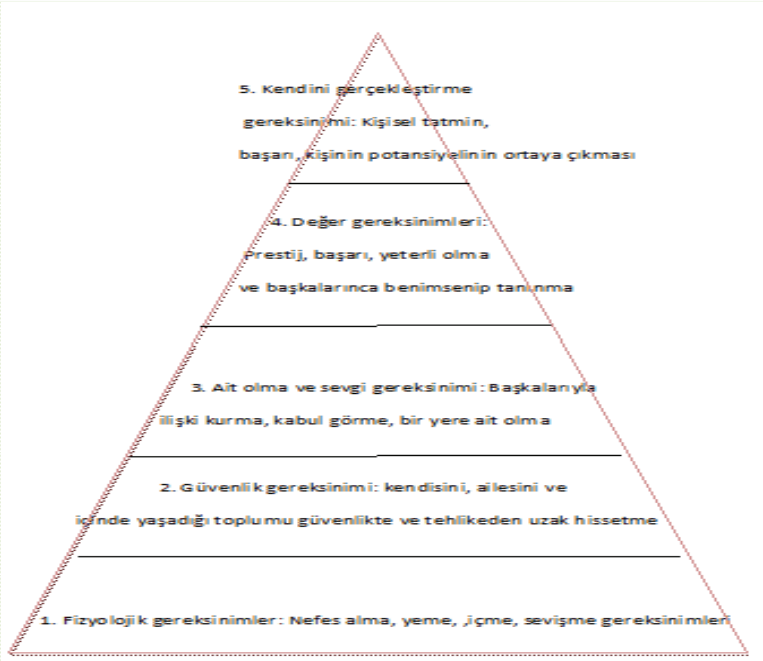 5. Kendini gerçekleştirme
gereksinimi: Kişisel tatmin,
başarı, kişinin potansiyelinin ortaya çıkması
4. Değer gereksinimleri:
Prestij, başarı, yeterli olma
ve başkalarınca benimsenip tanınma
3. Ait olma ve sevgi gereksinimi: Başkalarıyla
ilişki kurma, kabul görme, bir yere ait olma
2. Güvenlik gereksinimi: kendisini, ailesini ve
içinde yaşadığı toplumu güvenlikte ve tehlikeden uzak hissetme
1. Fizyolojik gereksinimler: Nefes alma, yeme, ,içme, sevişme gereksinimleri